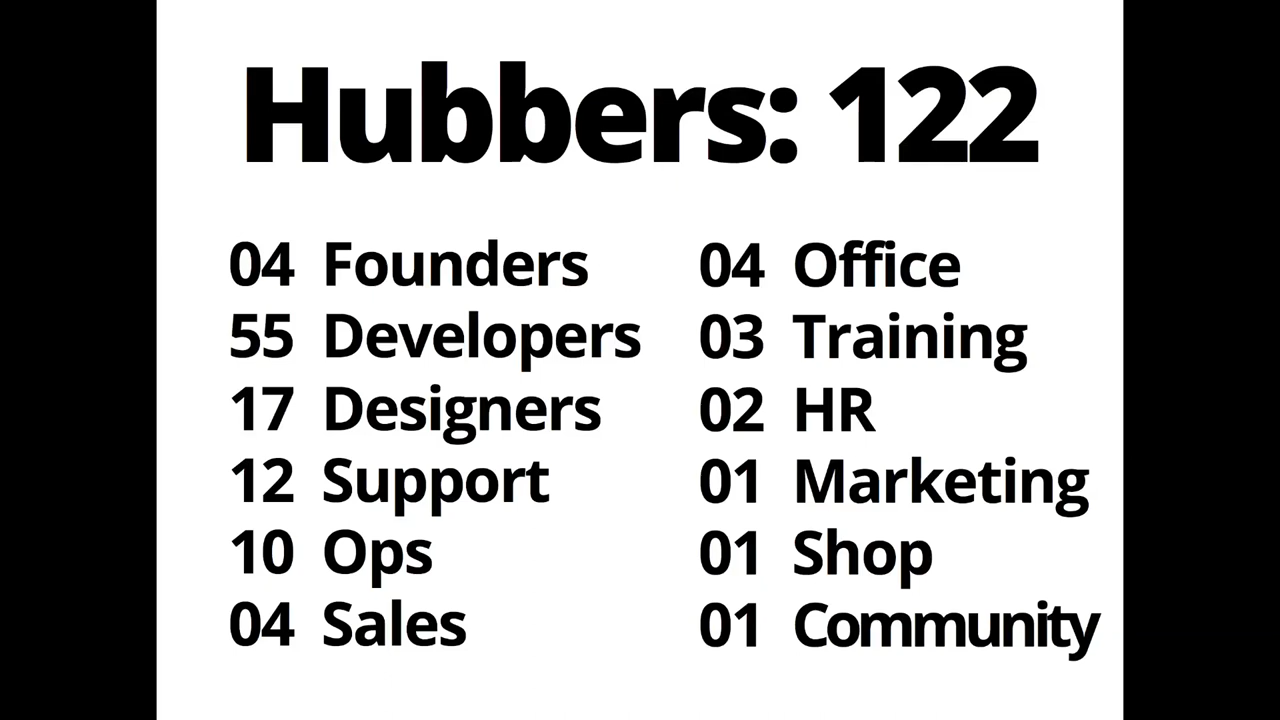 Hubbers: 122
04 Founders
55 Developers
17 Designers
12 Support
10 Ops
04 Sales
04 Office
03 Training
02 HR
01 Marketing
01 Shop
01 Community